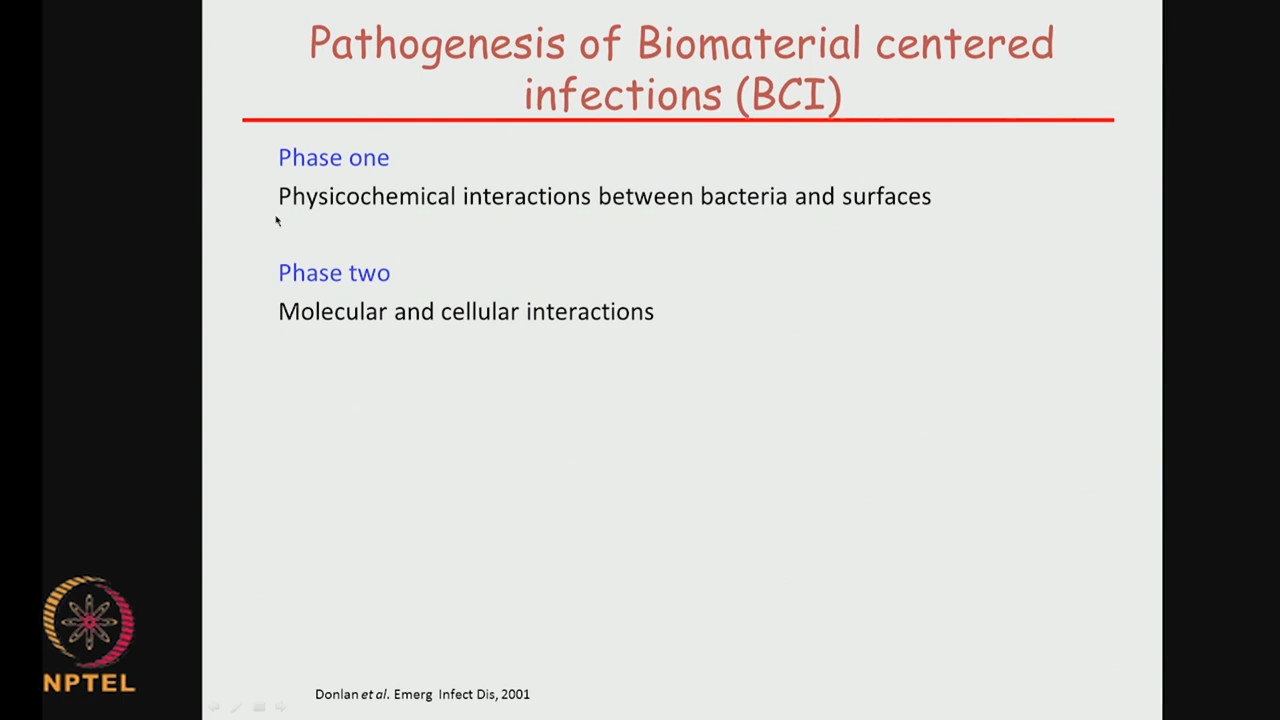 Pathogenesis of Biomaterial centered
infections (BCI)
Phase one
Physicochemical interactions between bacteria and surfaces
Phase two
Molecular and cellular interactions
NPTEL
Donlan et al. Emerg Infect Dis, 2001